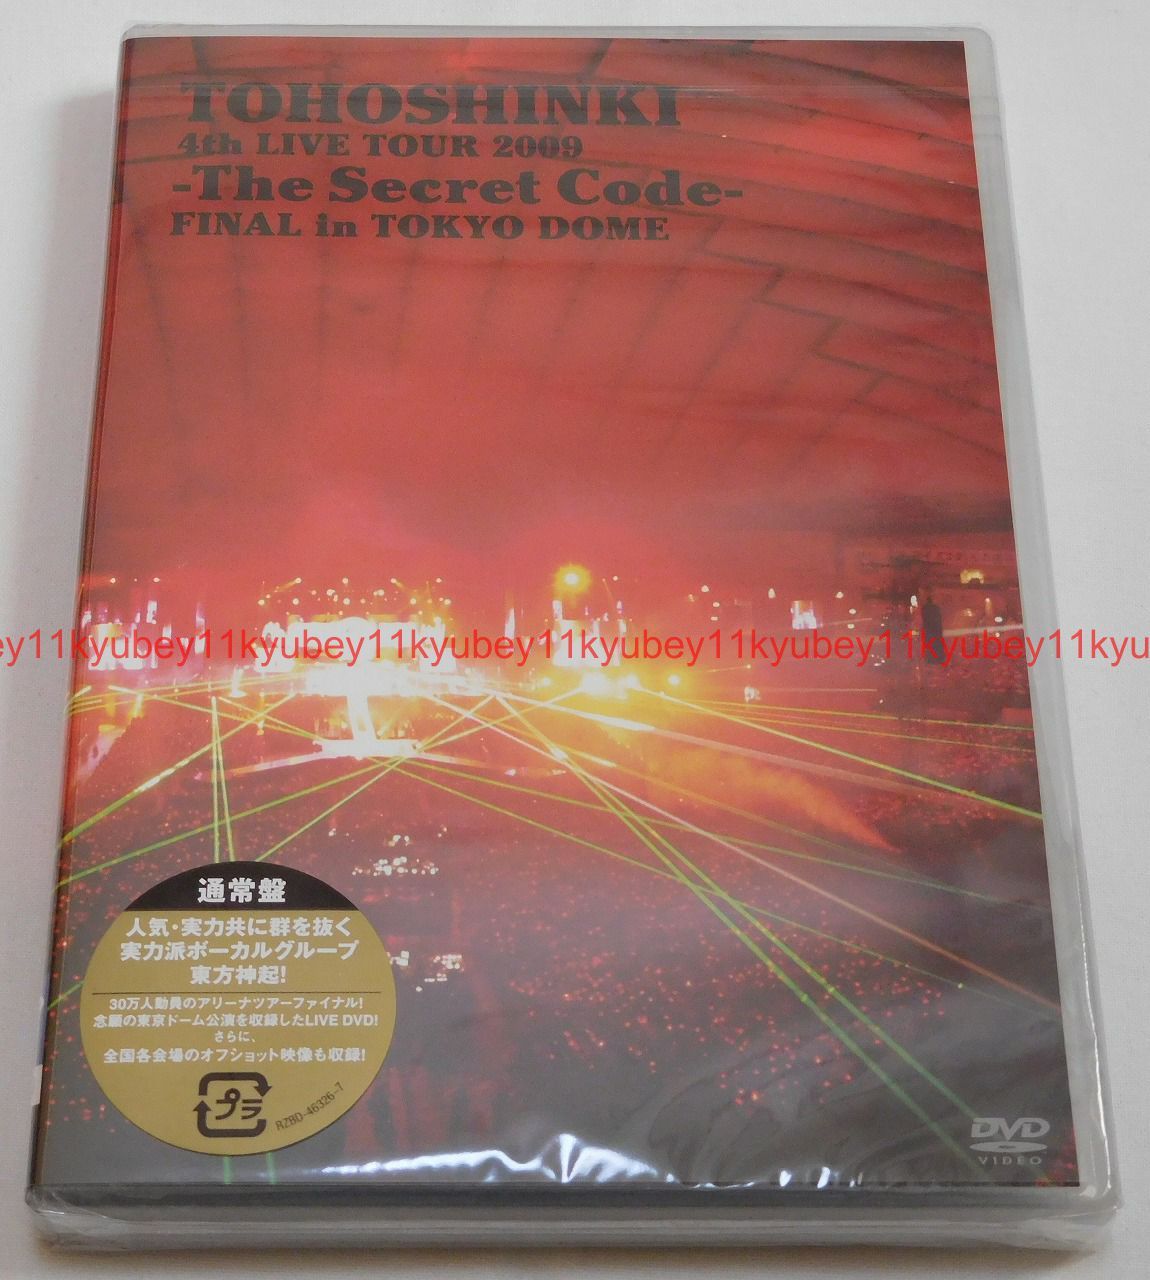 TOHOSHINKI
4th LIVE TOUR 2009
-The Secret Code-
FINAL in TOKYO DOME
ey11kyubey11kyubey11kyubey11kyubey11kyubey11kyu
通常盤
人気・実力共に群を抜く
実力派ボーカルグループ
東方神起!
30万人動員のアリーナツアーファイナル!
念願の東京ドーム公演を収録したLIVE DVD!
さらに、
全国各会場のオフショット映像も収録!
プラ
RZBD-46326-7
DVD
VIDEO